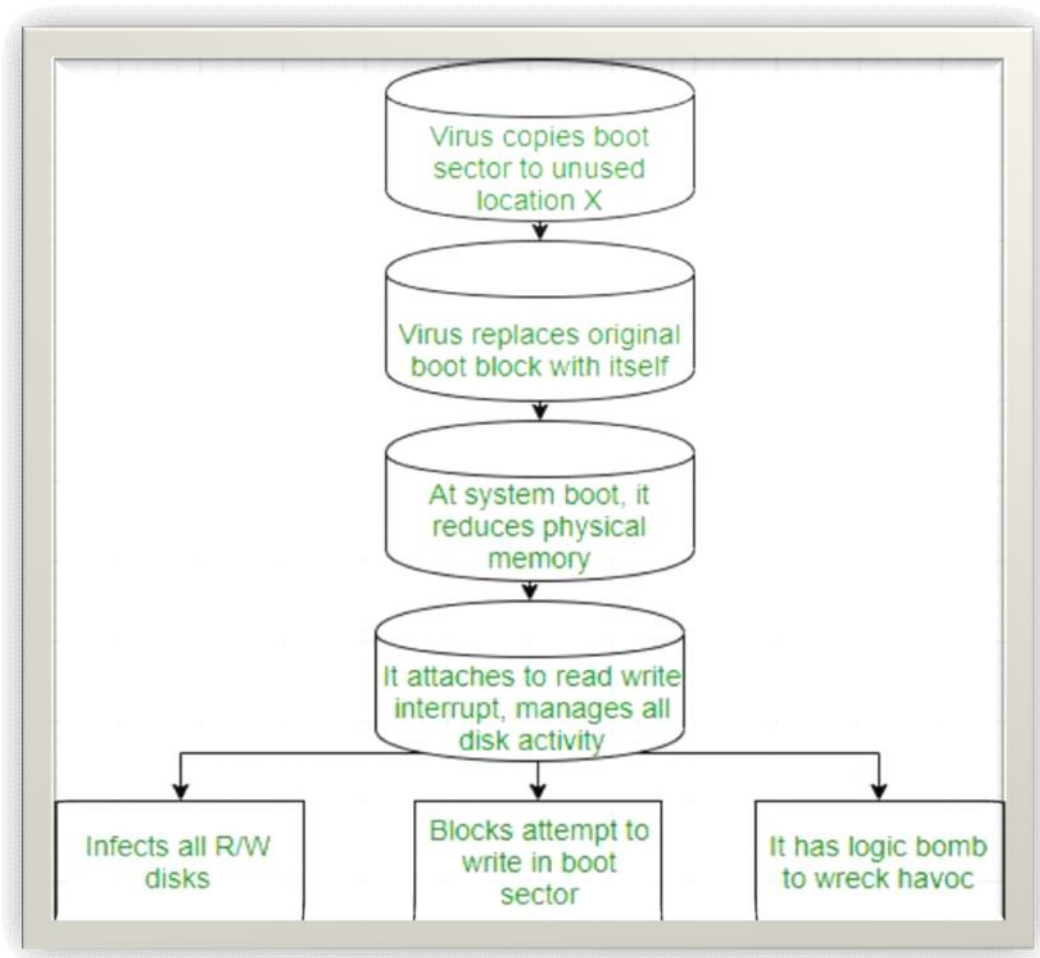 Virus copies boot
sector to unused
location X
Virus replaces original
boot block with itself
At system boot, it
reduces physical
memory
It attaches to read write
interrupt, manages all
disk activity
Infects all R/W
disks
Blocks attempt to
write in boot
sector
It has logic bomb
to wreck havoc